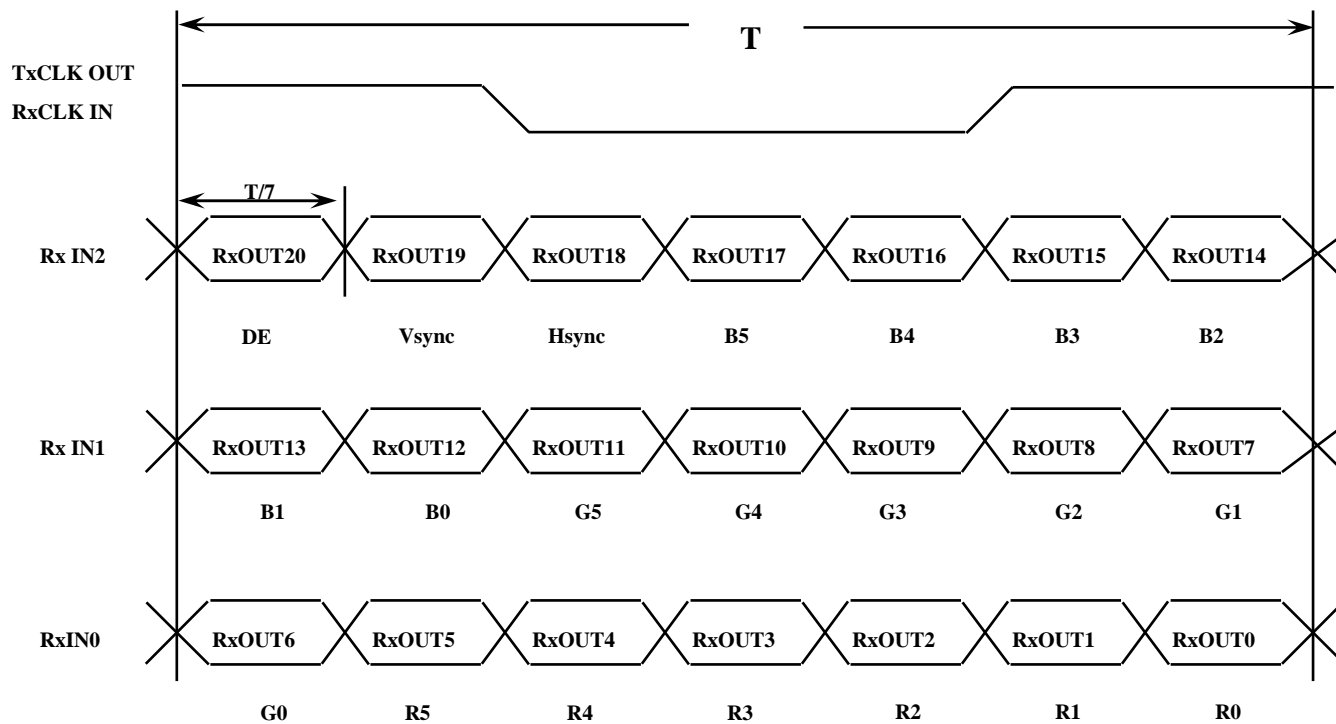 T
TxCLK OUT
RxCLK IN
T/7
Rx IN2 RxOUT20 RxOUT19 RxOUT18 RxOUT17 RxOUT16 RxOUT15 RxOUT14
DE Vsync Hsync B5 B4 B3 B2
Rx IN1 RxOUT13 RxOUT12 RxOUT11 RxOUT10 RxOUT9 RxOUT8 RxOUT7
B1 B0 G5 G4 G3 G2 G1
RxIN0 RxOUT6 RxOUT5 RxOUT4 RxOUT3 RxOUT2 RxOUT1 RxOUT0
G0 R5 R4 R3 R2 R1 R0